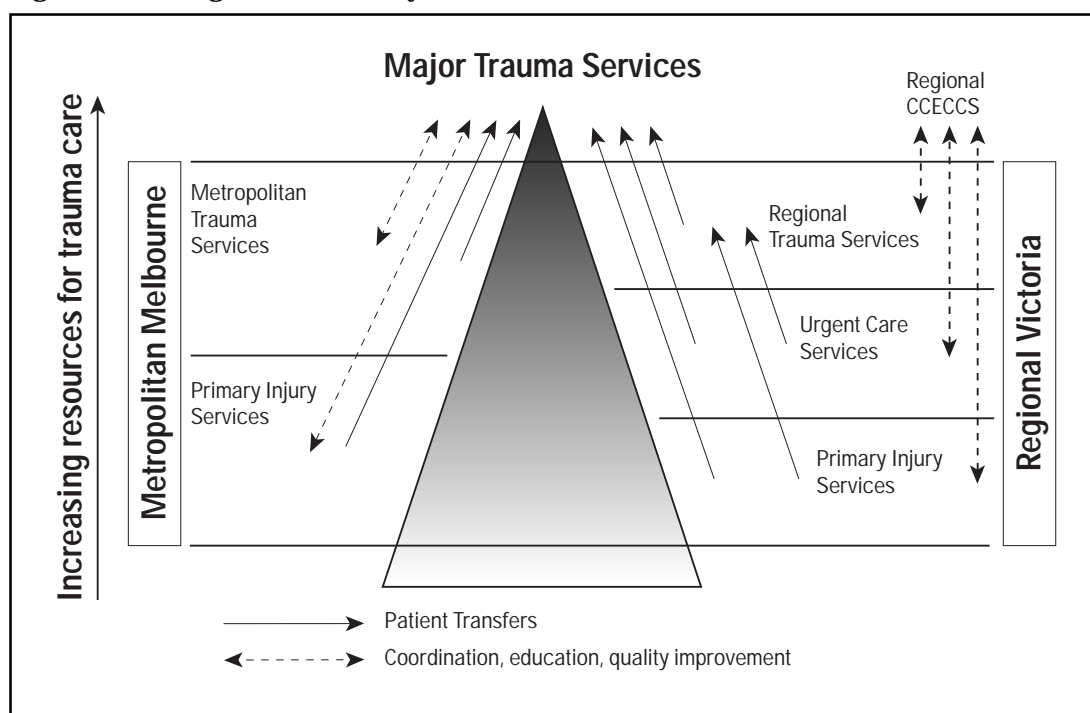 Major Trauma Services
Regional
CCECCS
Increasing resources for trauma care
Metropolitan Melbourne
Metropolitan
Trauma
Services
Primary Injury
Services
Regional
Trauma Services
Urgent Care
Services
Primary Injury
Services
Regional Victoria
Patient Transfers
Coordination, education, quality improvement